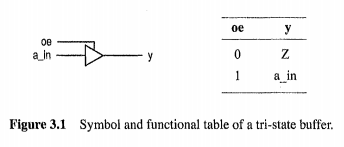 oe
a_in
y
oe y
0 Z
1 a_in
Figure 3.1 Symbol and functional table of a tri-state buffer.